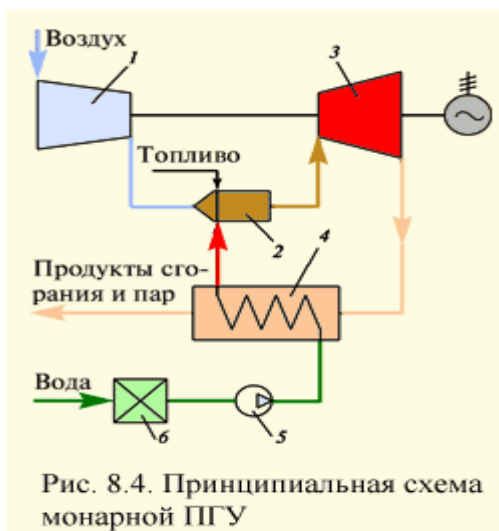 Воздух
1
3
Топливо
2
4
Продукты сго-
рания и пар
Вода
5
6
Рис. 8.4. Принципиальная схема
монарной ПГУ